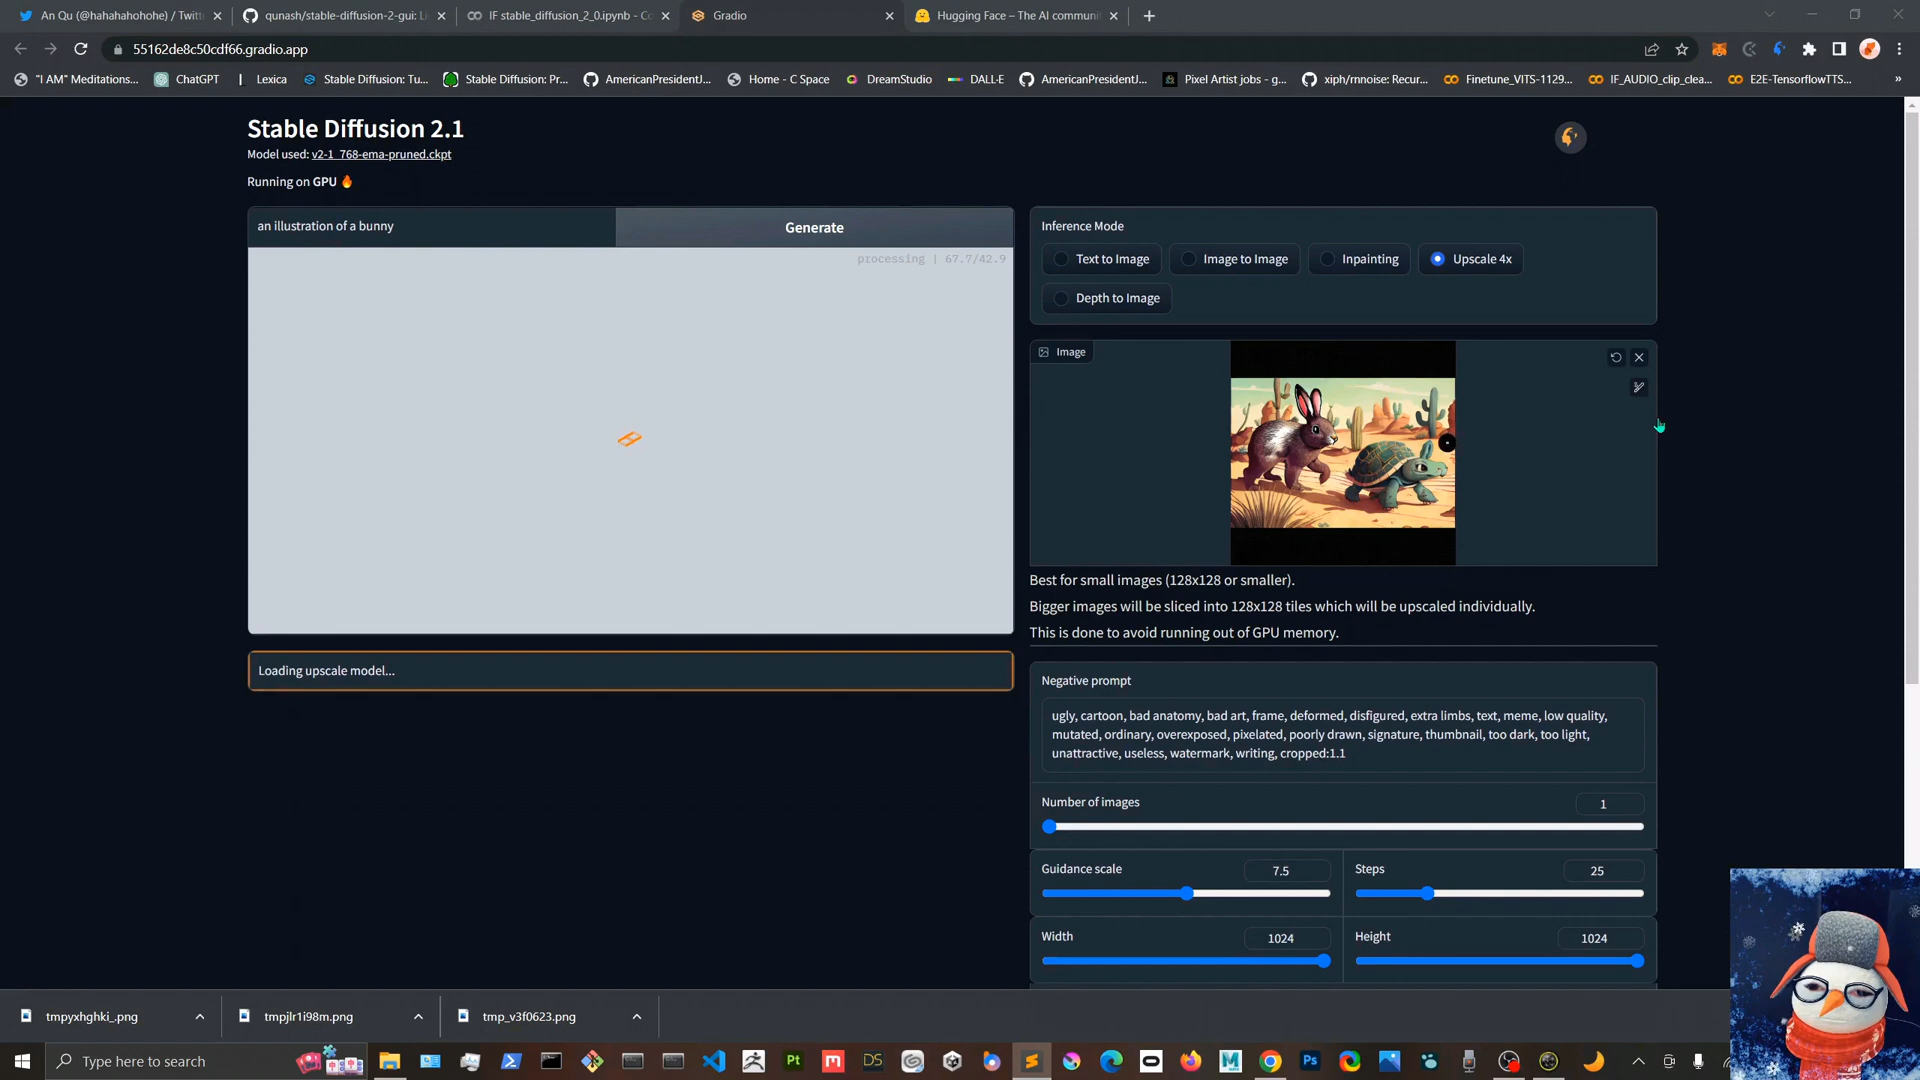 An Qu (@hahahahohohe) / Twitt
qunash/stable-diffusion-2-gui: Li
IF stable_diffusion_2_0.ipynb - Co
Gradio
Hugging Face – The AI communi
55162de8c50cdf66.gradio.app
"I AM" Meditations...
ChatGPT
Lexica
Stable Diffusion: Tu...
Stable Diffusion: Pr...
AmericanPresidentJ...
Home - C Space
DreamStudio
DALL·E
AmericanPresidentJ...
Pixel Artist jobs - g...
xiph/rnnoise: Recur...
Finetune_VITS-1129...
IF_AUDIO_clip_clea...
E2E-TensorflowTTS...
»
Stable Diffusion 2.1
Model used: v2-1_768-ema-pruned.ckpt
Running on GPU 🔥
an illustration of a bunny
Generate
processing | 67.7/42.9
Inference Mode
Text to Image
Image to Image
Inpainting
Upscale 4x
Depth to Image
Image
Best for small images (128x128 or smaller).
Bigger images will be sliced into 128x128 tiles which will be upscaled individually.
This is done to avoid running out of GPU memory.
Loading upscale model...
Negative prompt
ugly, cartoon, bad anatomy, bad art, frame, deformed, disfigured, extra limbs, text, meme, low quality,
mutated, ordinary, overexposed, pixelated, poorly drawn, signature, thumbnail, too dark, too light,
unattractive, useless, watermark, writing, cropped:1.1
Number of images
1
Guidance scale
7.5
Steps
25
Width
1024
Height
1024
tmpyxhghki_.png
tmpjlr1i98m.png
tmp_v3f0623.png
Type here to search
Pt
DS
Ps